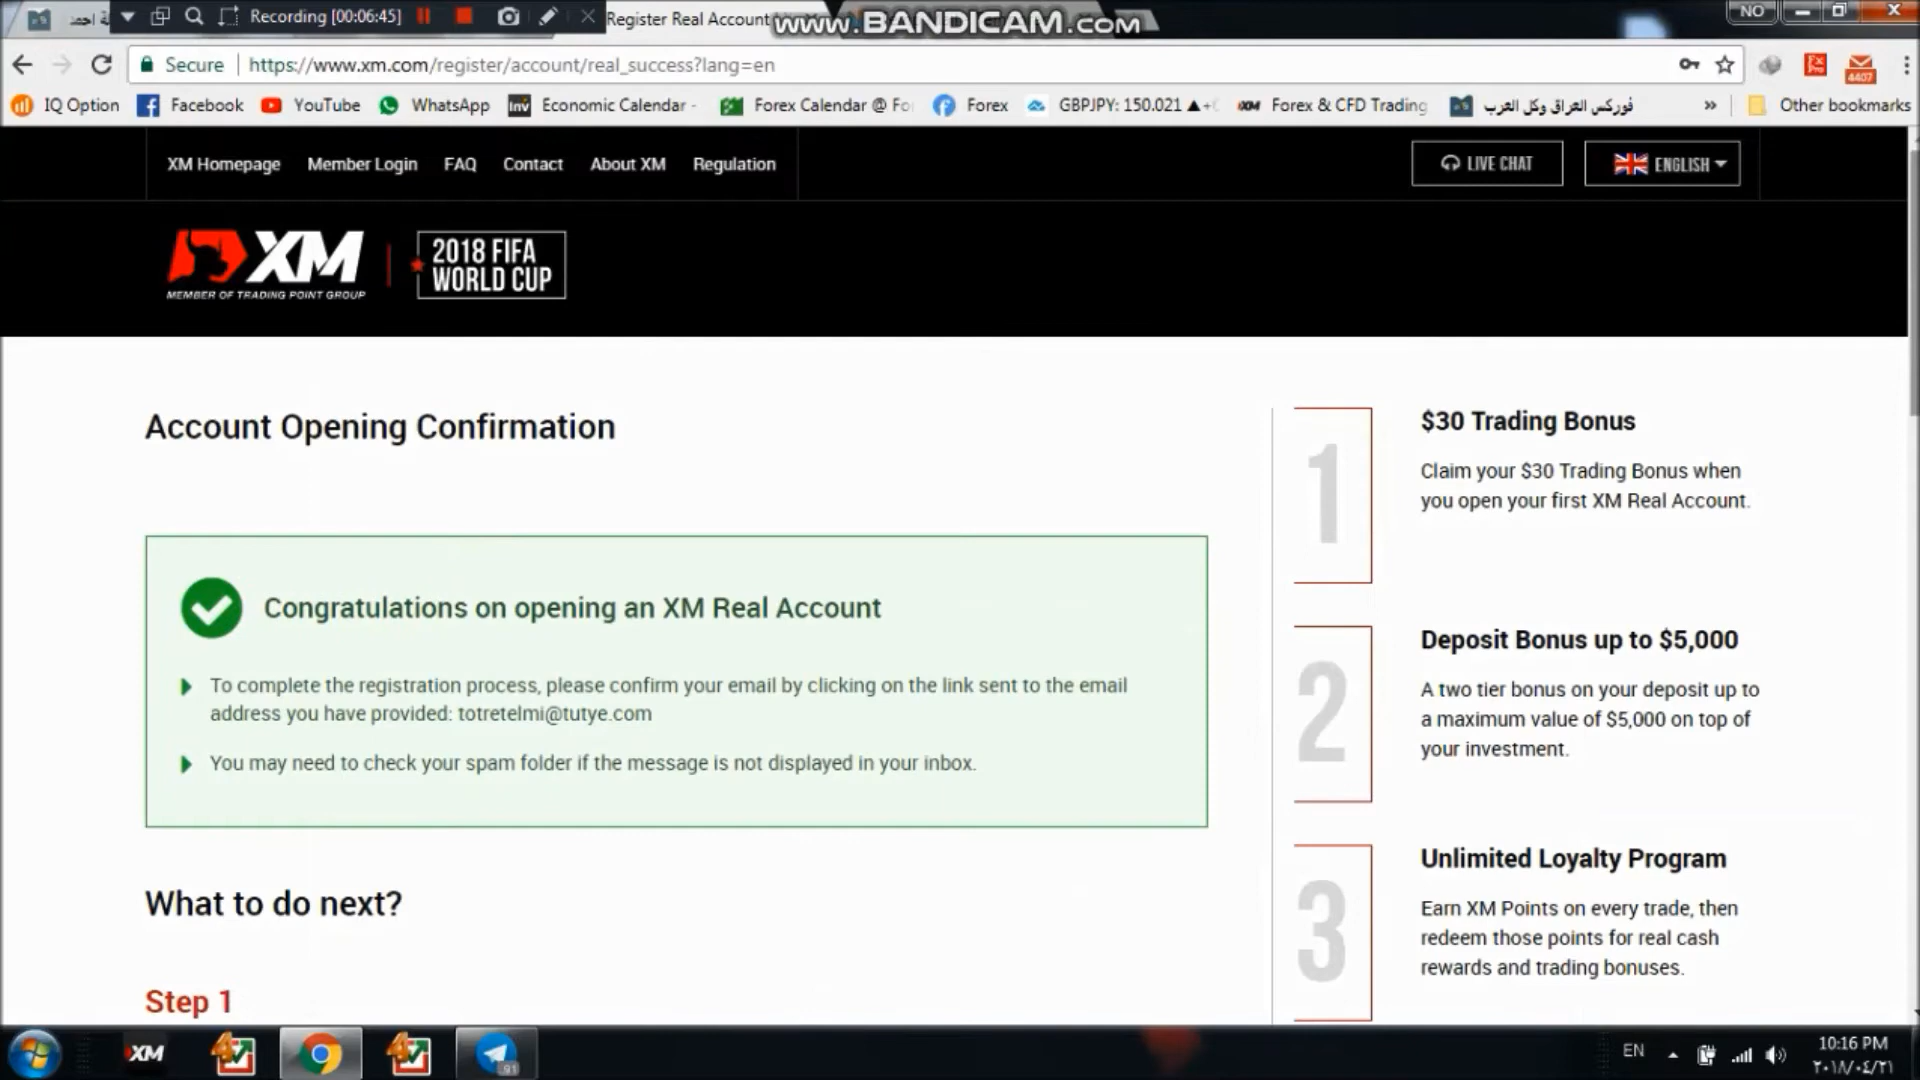 Recording [00:06:45]
Register Real Account
www.BANDICAM.com
NO
Secure
https://www.xm.com/register/account/real_success?lang=en
4407
IQ Option
Facebook
YouTube
WhatsApp
Economic Calendar -
Forex Calendar @ Fo
Forex
GBPJPY: 150.021 ▲+
Forex & CFD Trading
فوركس العراق وكل العرب
»
Other bookmarks
XM Homepage
Member Login
FAQ
Contact
About XM
Regulation
LIVE CHAT
ENGLISH
XM
MEMBER OF TRADING POINT GROUP
2018 FIFA
WORLD CUP
Account Opening Confirmation
Congratulations on opening an XM Real Account
To complete the registration process, please confirm your email by clicking on the link sent to the email
address you have provided: totretelmi@tutye.com
You may need to check your spam folder if the message is not displayed in your inbox.
What to do next?
Step 1
1
$30 Trading Bonus
Claim your $30 Trading Bonus when
you open your first XM Real Account.
2
Deposit Bonus up to $5,000
A two tier bonus on your deposit up to
a maximum value of $5,000 on top of
your investment.
3
Unlimited Loyalty Program
Earn XM Points on every trade, then
redeem those points for real cash
rewards and trading bonuses.
XM
91
EN
10:16 PM
٢٠١٨/٠٤/٢١